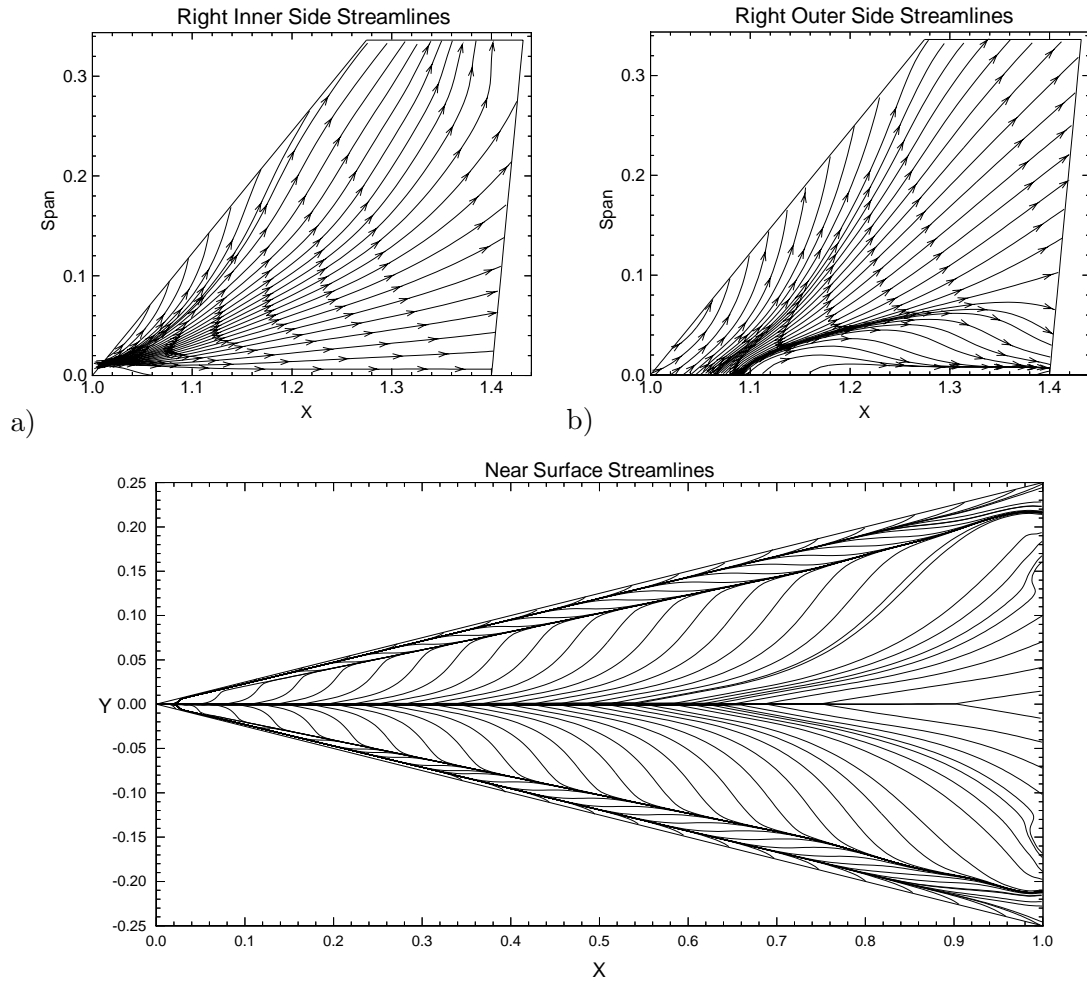 Right Inner Side Streamlines
Span
0.3
0.2
0.1
0.0
1.0 1.1 1.2 1.3 1.4
X
a)
Right Outer Side Streamlines
Span
0.3
0.2
0.1
0.0
1.0 1.1 1.2 1.3 1.4
X
b)
Near Surface Streamlines
Y
0.25
0.20
0.15
0.10
0.05
0.00
-0.05
-0.10
-0.15
-0.20
-0.25
0.0 0.1 0.2 0.3 0.4 0.5 0.6 0.7 0.8 0.9 1.0
X